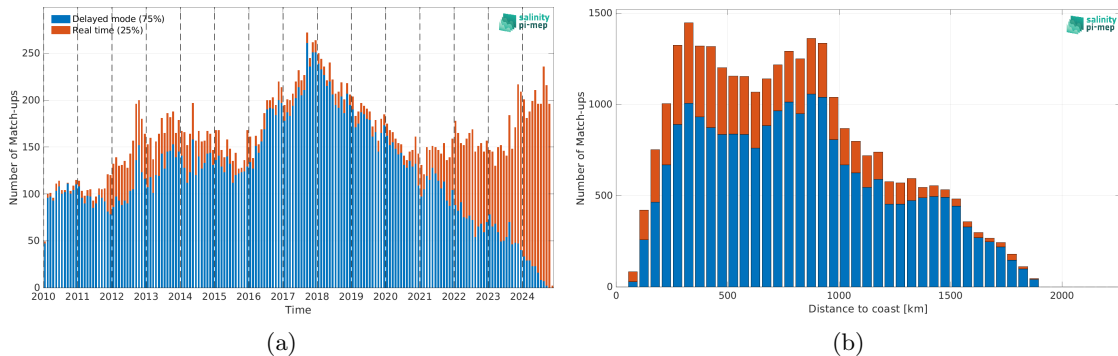 Delayed mode (75%)
Real time (25%)
salinity
pi-mep
Number of Match-ups
250
200
150
100
50
0
2010 2011 2012 2013 2014 2015 2016 2017 2018 2019 2020 2021 2022 2023 2024
Time
(a)
salinity
pi-mep
Number of Match-ups
1500
1000
500
0
0 500 1000 1500 2000
Distance to coast [km]
(b)